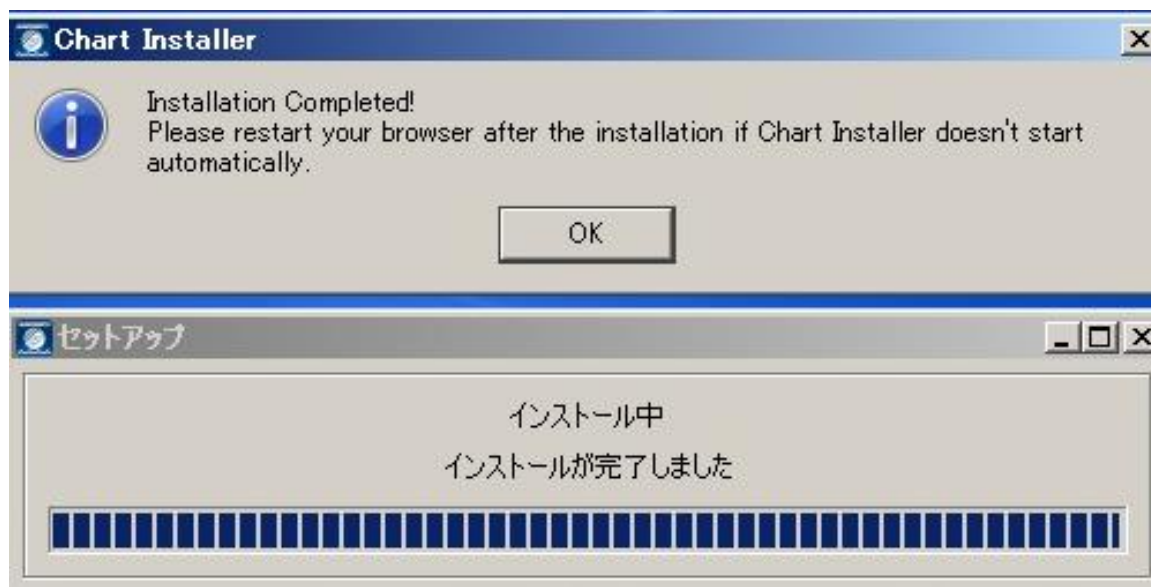 Chart Installer
Installation Completed!
Please restart your browser after the installation if Chart Installer doesn't start
automatically.
OK
セットアップ
インストール中
インストールが完了しました